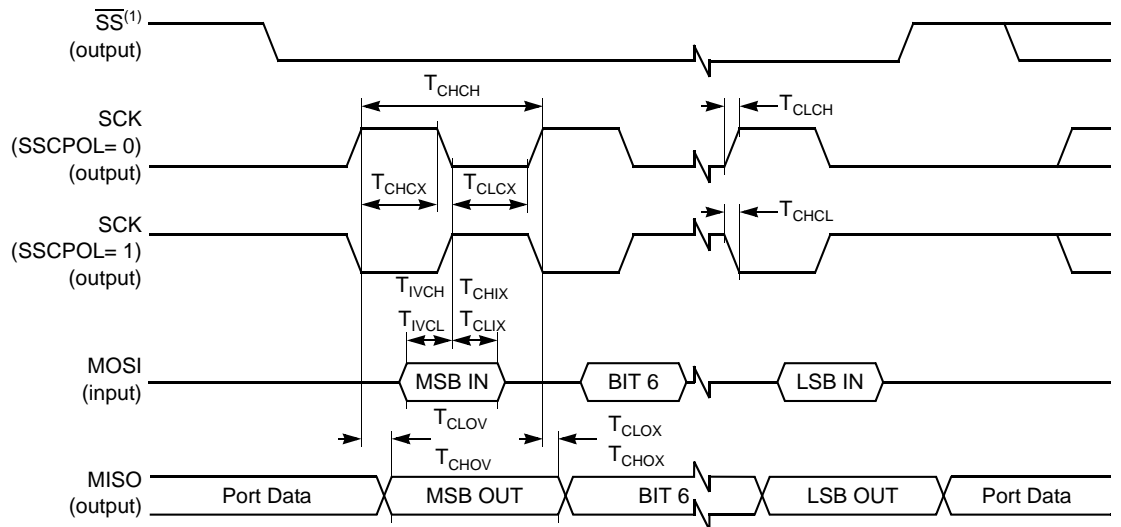 SS(1)
(output)
TCHCH
TCLCH
SCK
(SSCPOL= 0)
(output)
TCHCX
TCLCX
SCK
(SSCPOL= 1)
(output)
TCHCL
TIVCH
TCHIX
TIVCL
TCLIX
MOSI
(input)
MSB IN
BIT 6
LSB IN
TCLOV
TCLOX
TCHOV
TCHOX
MISO
(output)
Port Data
MSB OUT
BIT 6
LSB OUT
Port Data